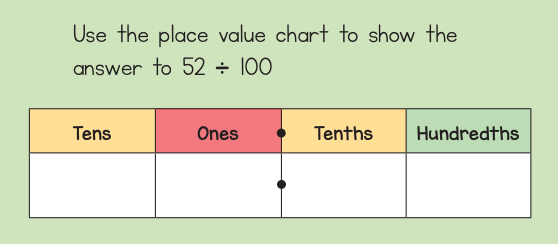 Use the place value chart to show the
answer to 52 ÷ 100
Tens Ones Tenths Hundredths